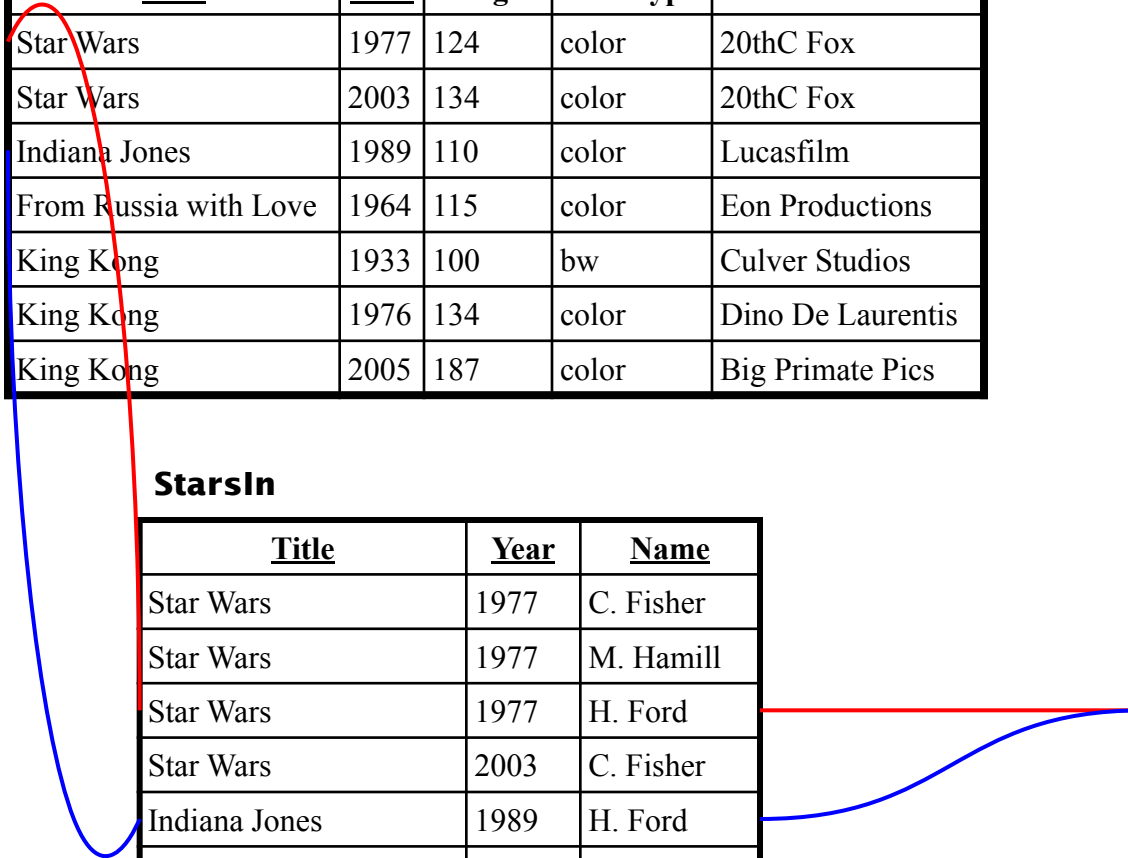 Star Wars 1977 124 color 20thC Fox
Star Wars 2003 134 color 20thC Fox
Indiana Jones 1989 110 color Lucasfilm
From Russia with Love 1964 115 color Eon Productions
King Kong 1933 100 bw Culver Studios
King Kong 1976 134 color Dino De Laurentis
King Kong 2005 187 color Big Primate Pics
StarsIn
Title Year Name
Star Wars 1977 C. Fisher
Star Wars 1977 M. Hamill
Star Wars 1977 H. Ford
Star Wars 2003 C. Fisher
Indiana Jones 1989 H. Ford